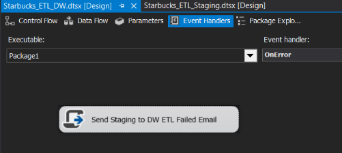 Starbucks_ETL_DW.dtsx [Design] Starbucks_ETL_Staging.dtsx [Design]
Control Flow Data Flow Parameters Event Handlers Package Explo...
Executable: Event handler:
Package1 OnError
Send Staging to DW ETL Failed Email